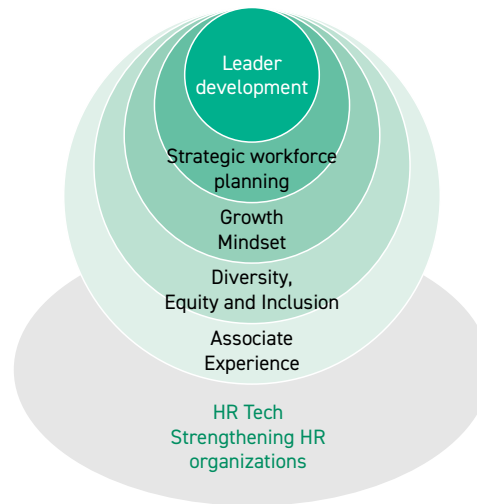 Leader
development
Strategic workforce
planning
Growth
Mindset
Diversity,
Equity and Inclusion
Associate
Experience
HR Tech
Strengthening HR
organizations